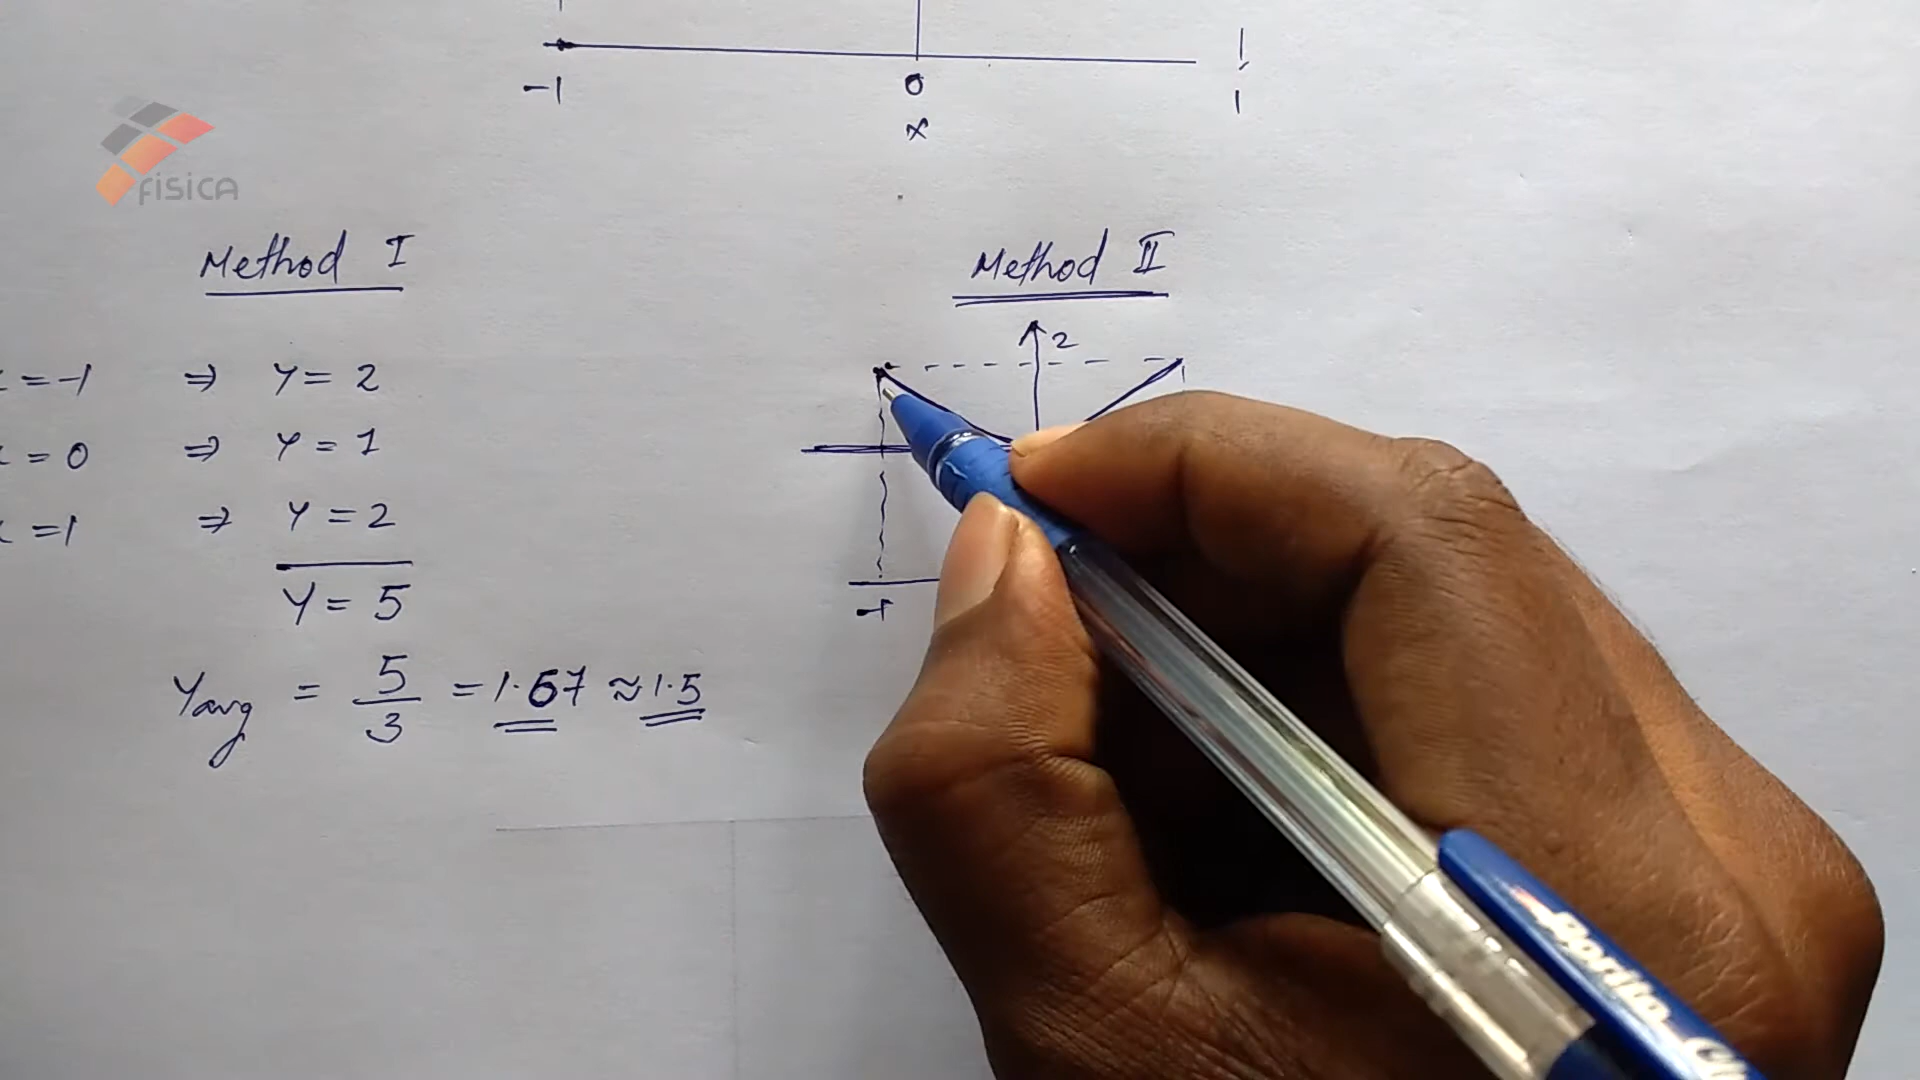 -1 0 1
x
fisica
Method I
= -1 ⇒ y = 2
= 0 ⇒ y = 1
= 1 ⇒ y = 2
y = 5
Yavg = 5/3 = 1.67 ≈ 1.5
Method II
2
-1
Florito